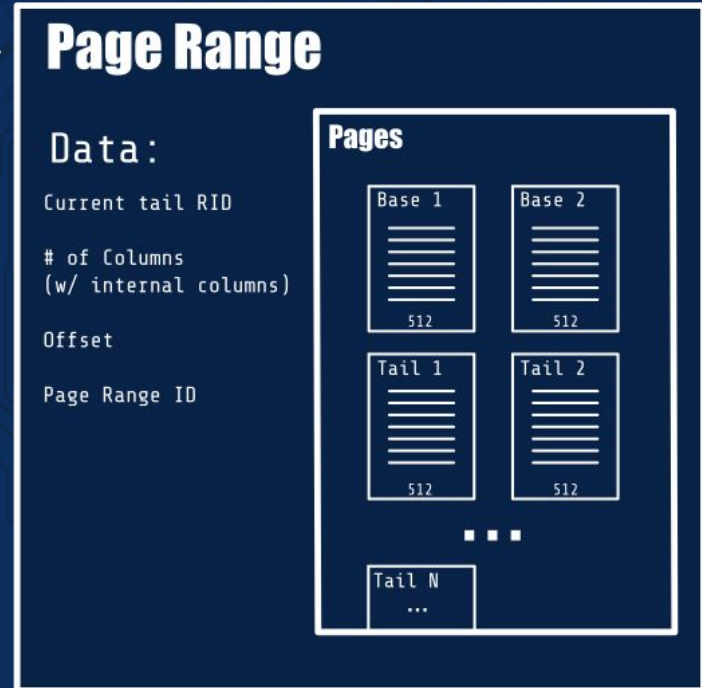 Page Range
Data:
Current tail RID
# of Columns
(w/ internal columns)
Offset
Page Range ID
Pages
Base 1
512
Base 2
512
Tail 1
512
Tail 2
512
...
Tail N
...